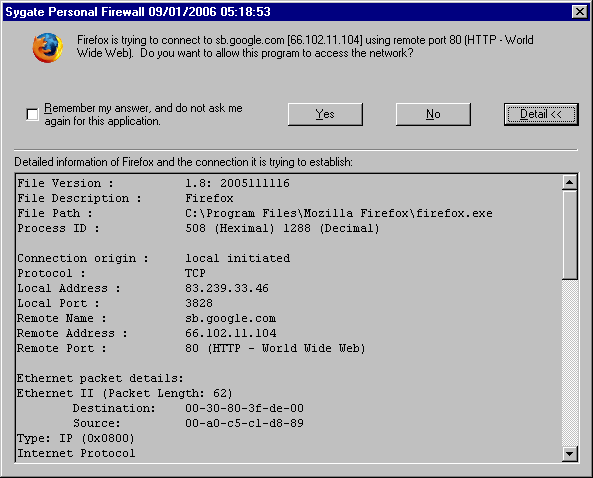 Sygate Personal Firewall 09/01/2006 05:18:53
Firefox is trying to connect to sb.google.com [66.102.11.104] using remote port 80 (HTTP - World
Wide Web).  Do you want to allow this program to access the network?
Remember my answer, and do not ask me
again for this application.
Yes
No
Detail <<
Detailed information of Firefox and the connection it is trying to establish:
File Version :          1.8: 2005111116
File Description :      Firefox
File Path :             C:\Program Files\Mozilla Firefox\firefox.exe
Process ID :            508 (Heximal) 1288 (Decimal)
Connection origin :     local initiated
Protocol :              TCP
Local Address :         83.239.33.46
Local Port :            3828
Remote Name :           sb.google.com
Remote Address :        66.102.11.104
Remote Port :           80 (HTTP - World Wide Web)
Ethernet packet details:
Ethernet II (Packet Length: 62)
Destination:    00-30-80-3f-de-00
Source:         00-a0-c5-c1-d8-89
Type: IP (0x0800)
Internet Protocol